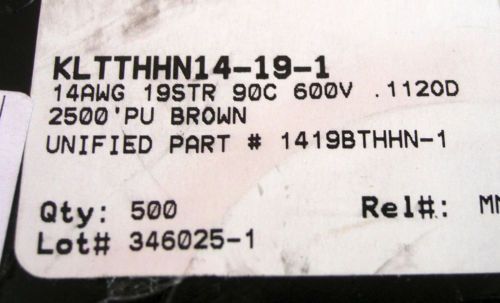 KLTTHHN14-19-1
14AWG 19STR 90C 600V .112OD
2500'PU BROWN
UNIFIED PART # 1419BTHHN-1
Qty: 500 Rel#:
Lot# 346025-1